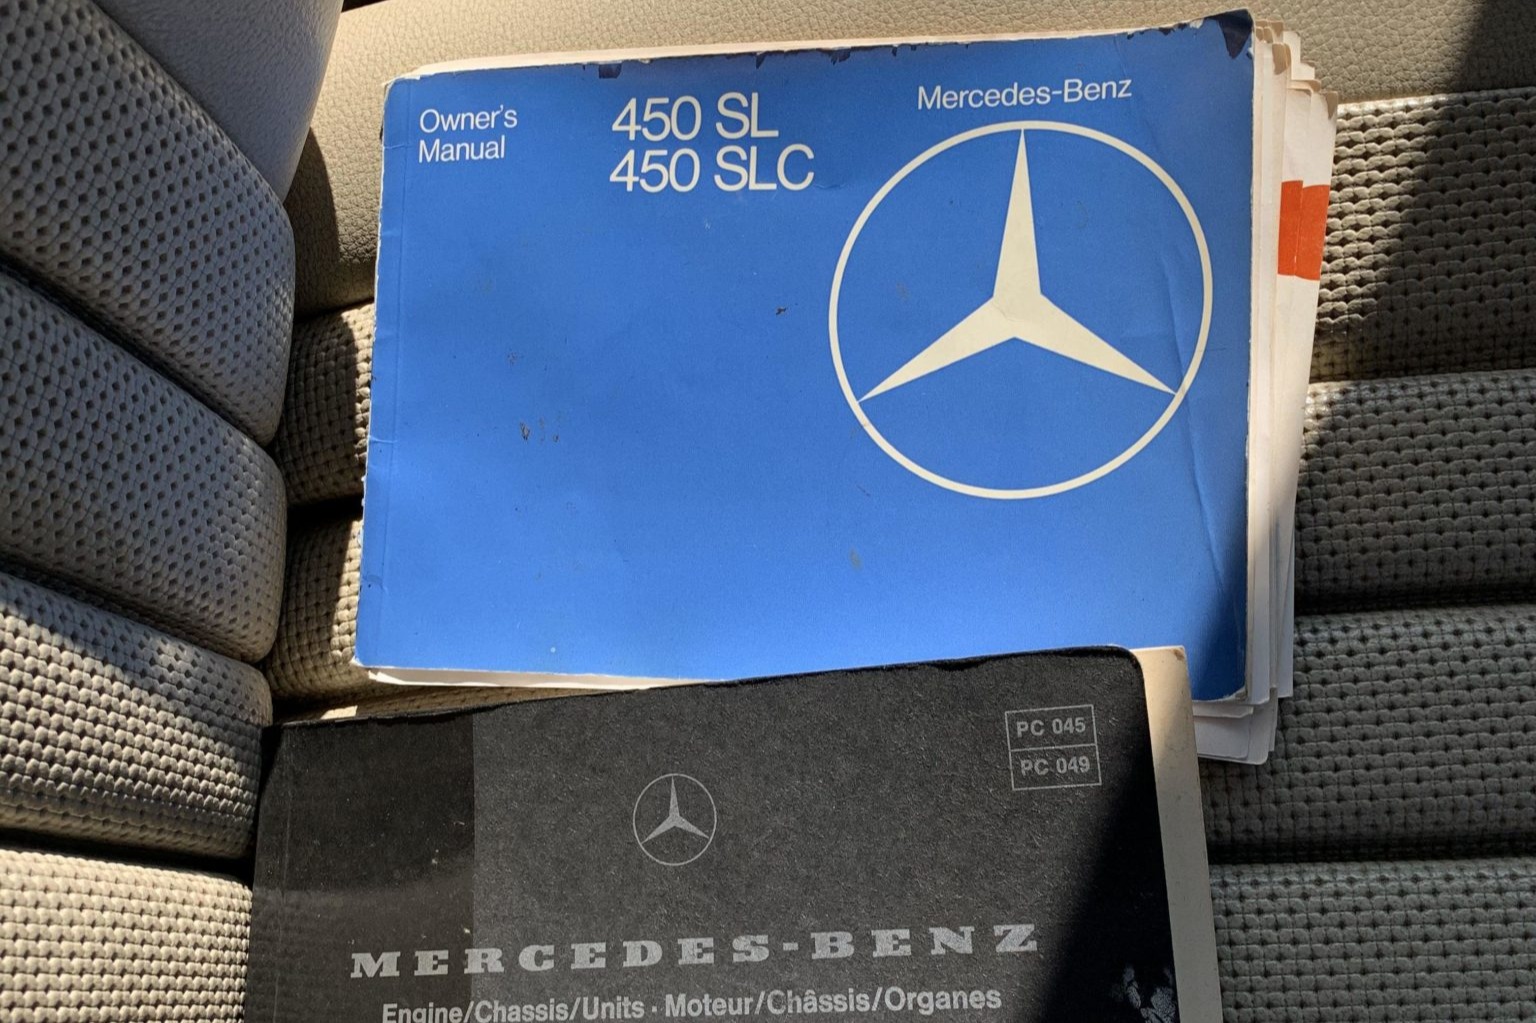 Owner's
Manual
450 SL
450 SLC
Mercedes-Benz
PC 045
PC 049
MERCEDES-BENZ
Engine/Chassis/Units · Moteur/Châssis/Organes